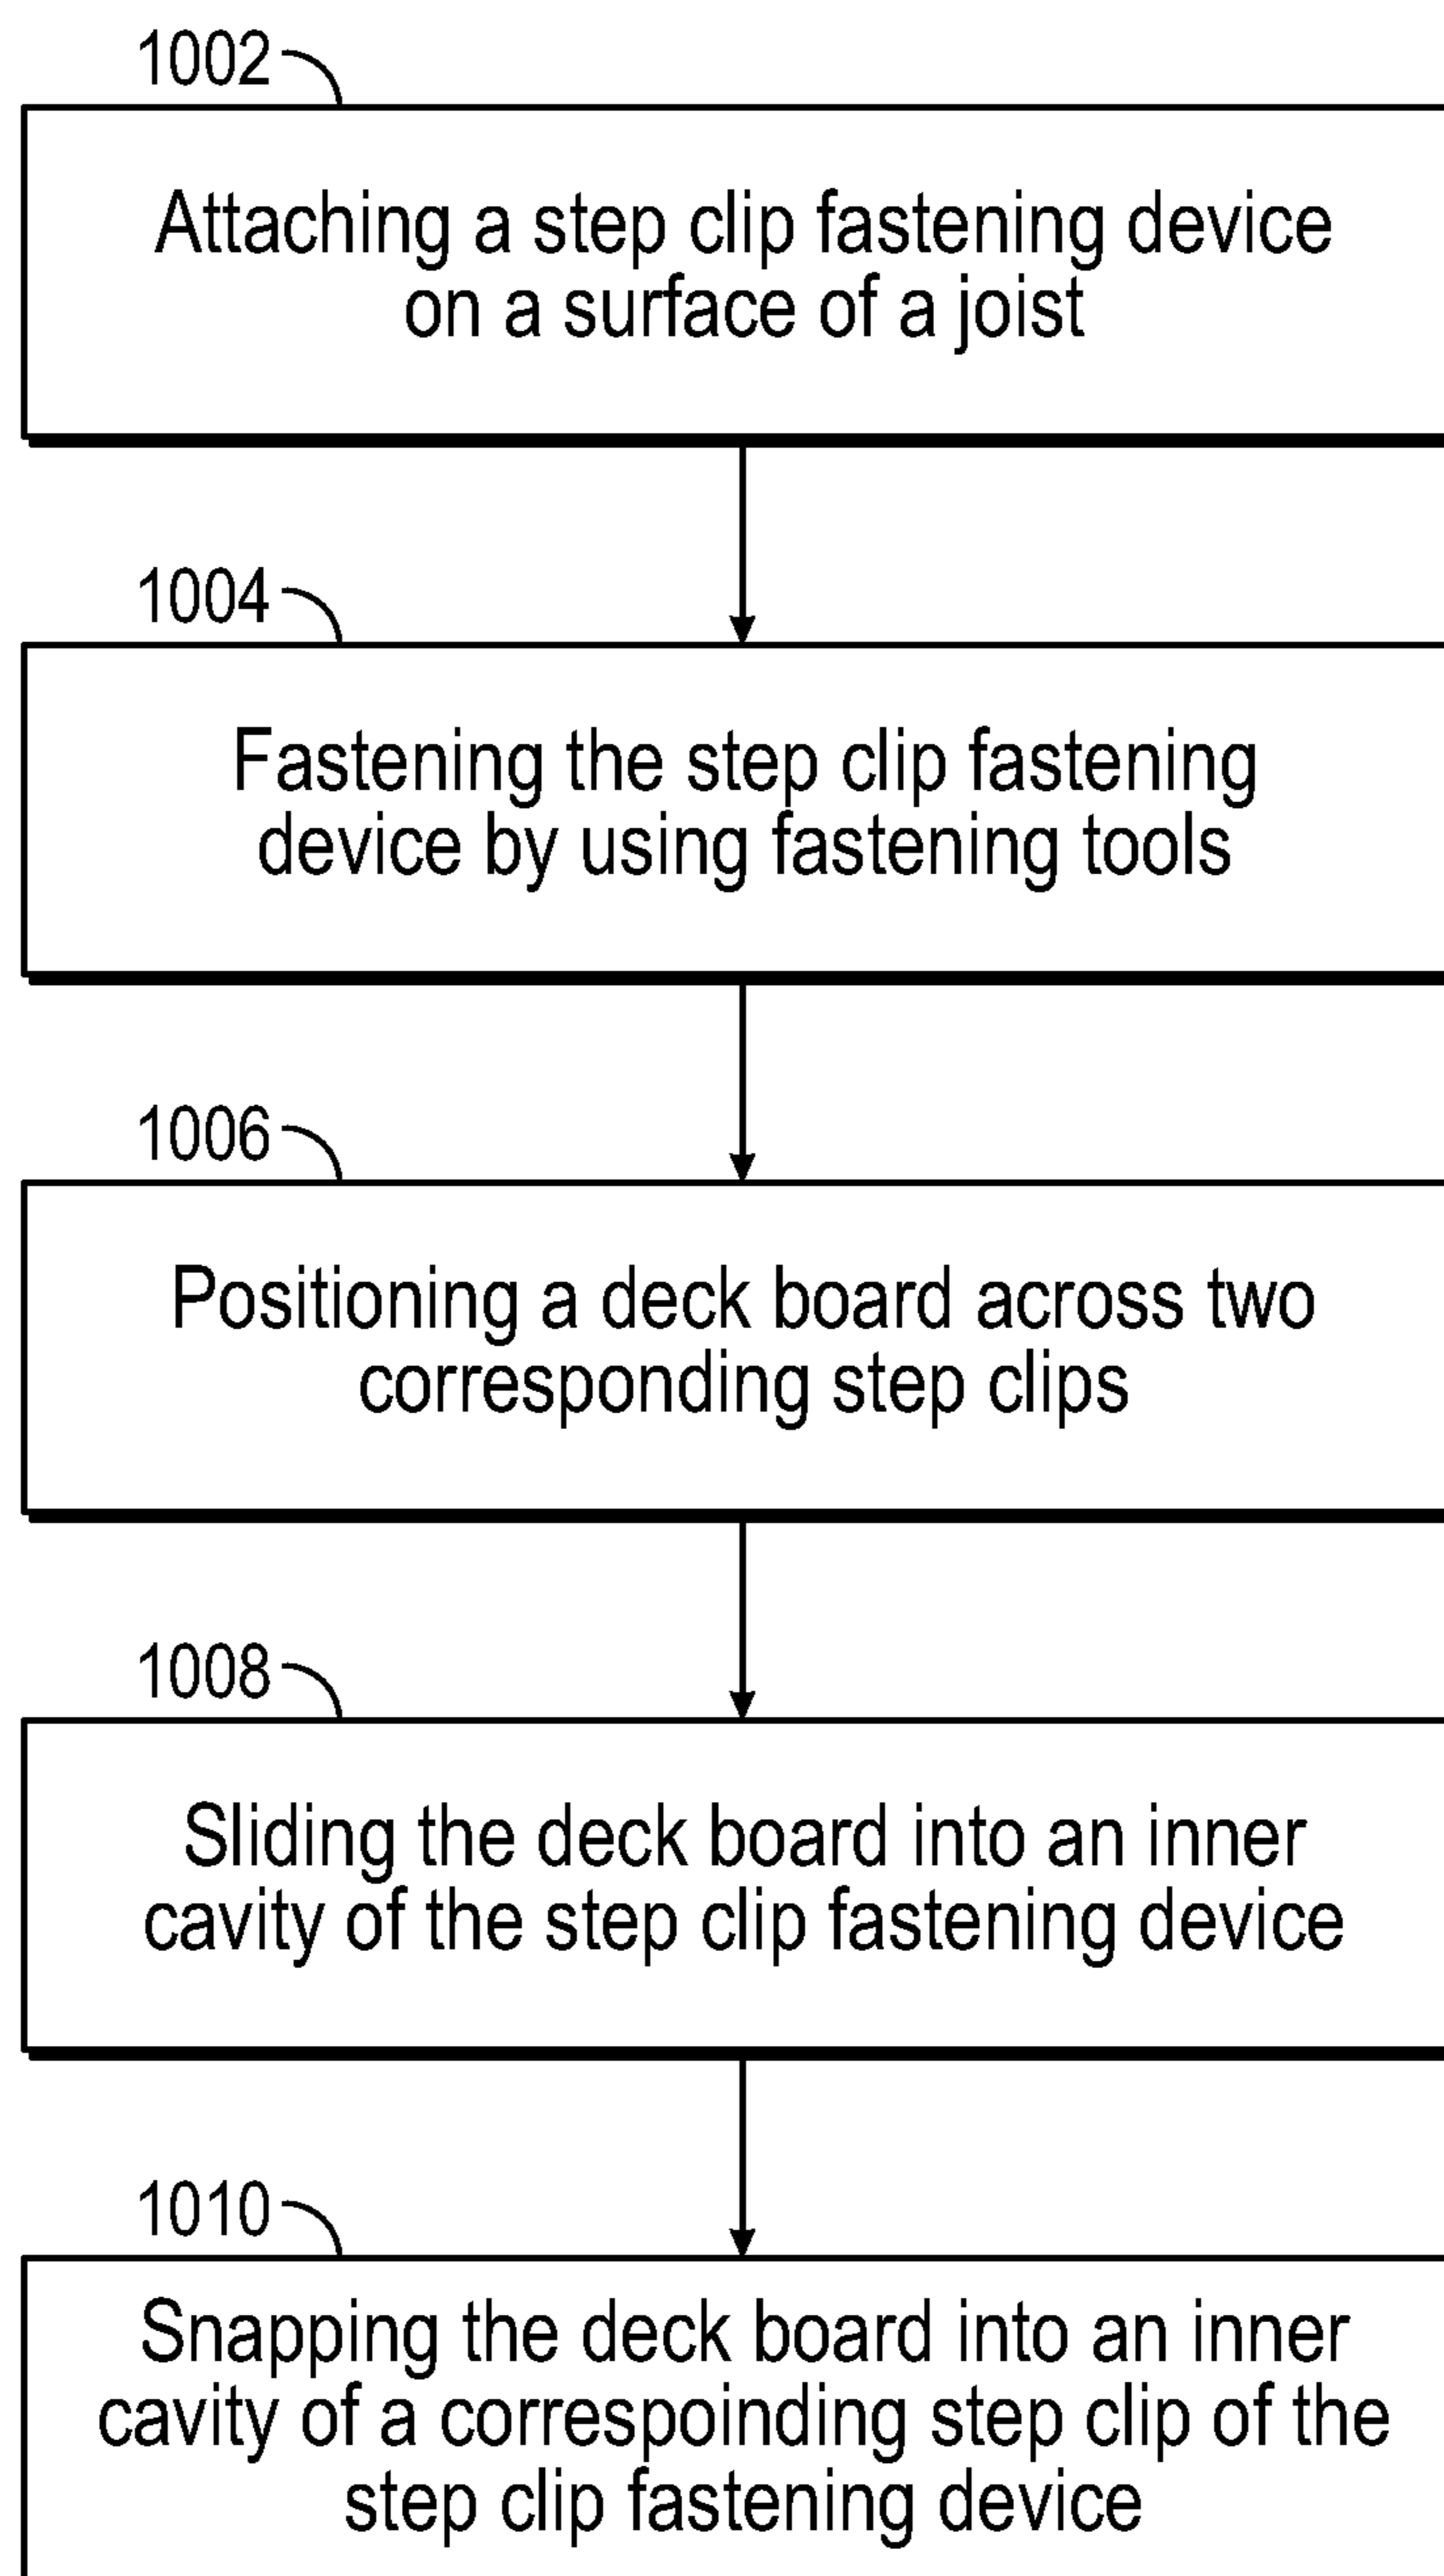 1002
Attaching a step clip fastening device
on a surface of a joist
1004
Fastening the step clip fastening
device by using fastening tools
1006
Positioning a deck board across two
corresponding step clips
1008
Sliding the deck board into an inner
cavity of the step clip fastening device
1010
Snapping the deck board into an inner
cavity of a correspoinding step clip of the
step clip fastening device